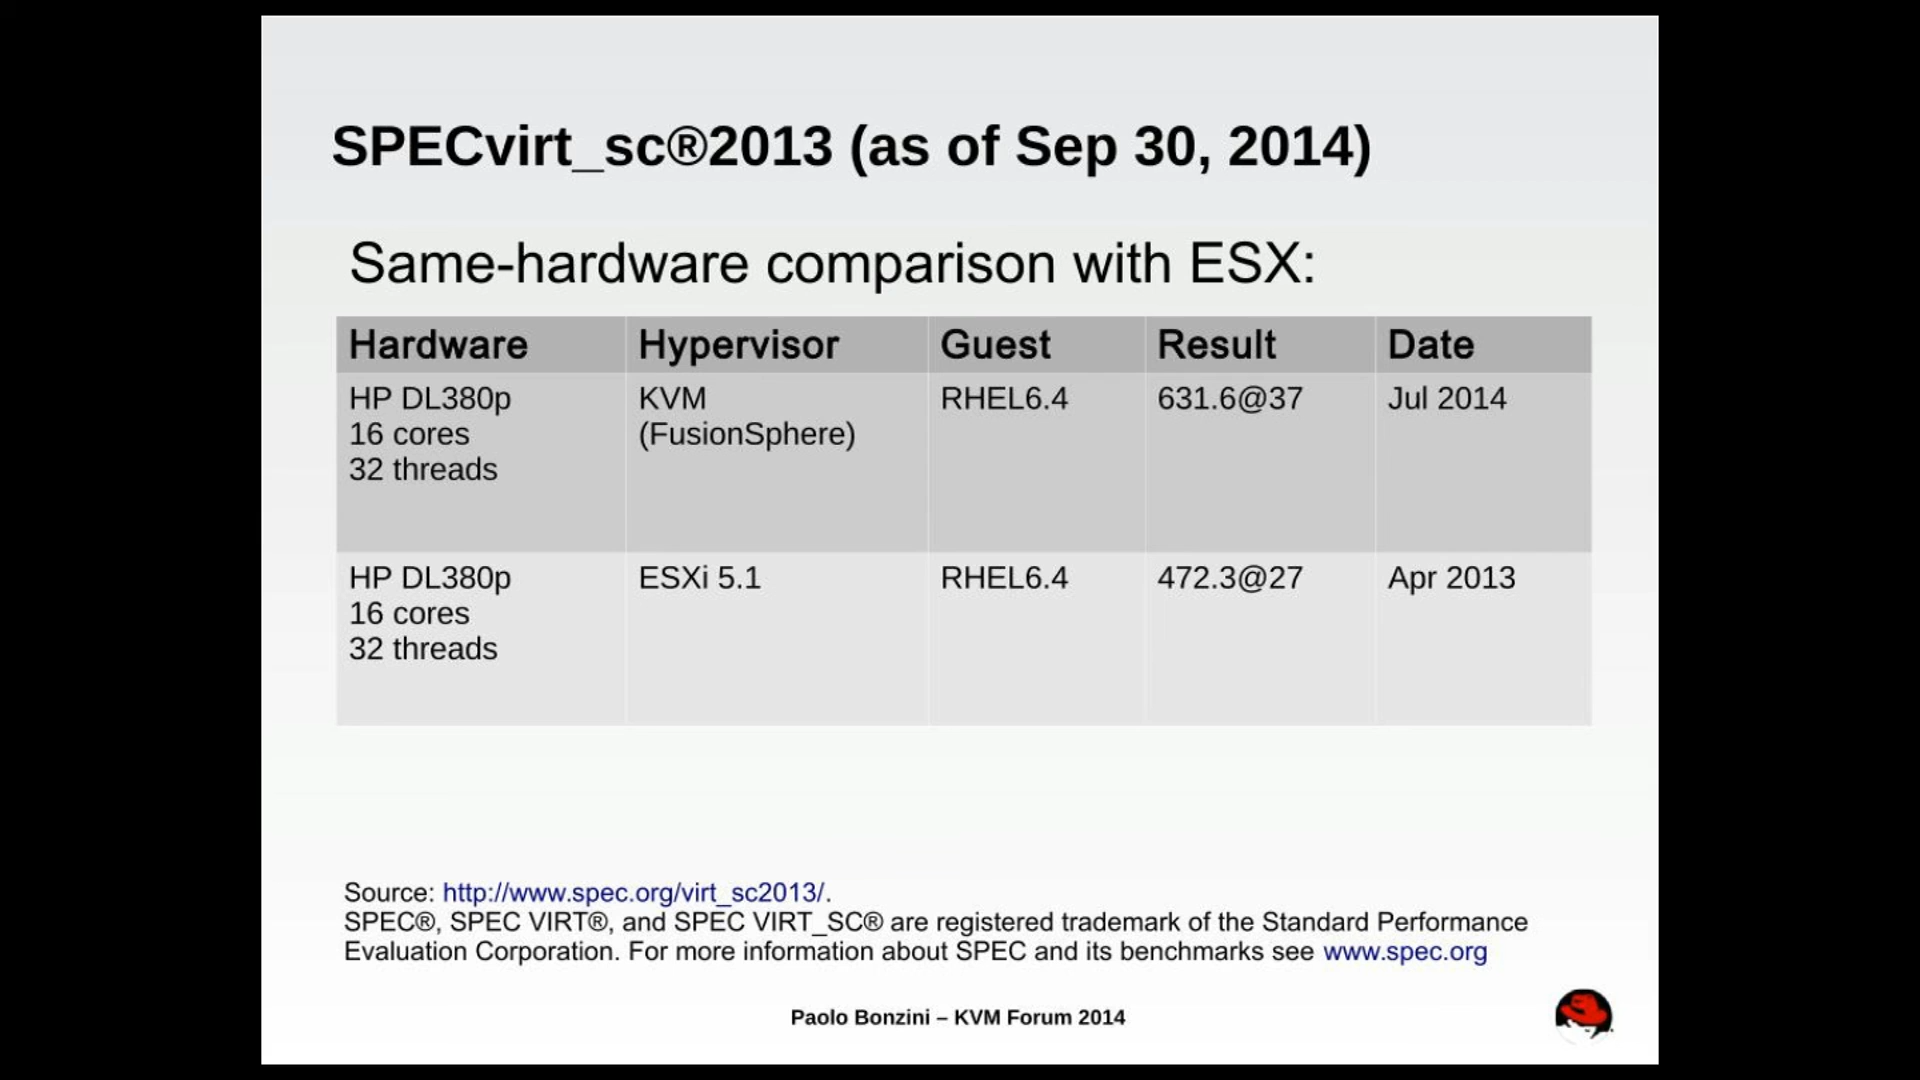 SPECvirt_sc®2013 (as of Sep 30, 2014)
Same-hardware comparison with ESX:
Hardware Hypervisor Guest Result Date
HP DL380p KVM RHEL6.4 631.6@37 Jul 2014
16 cores (FusionSphere)
32 threads
HP DL380p ESXi 5.1 RHEL6.4 472.3@27 Apr 2013
16 cores
32 threads
Source: http://www.spec.org/virt_sc2013/.
SPEC®, SPEC VIRT®, and SPEC VIRT_SC® are registered trademark of the Standard Performance
Evaluation Corporation. For more information about SPEC and its benchmarks see www.spec.org
Paolo Bonzini – KVM Forum 2014